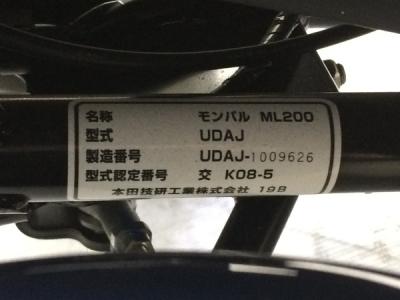 名称 モンパル ML200
型式 UDAJ
製造番号 UDAJ-1009626
型式認定番号 交 K08-5
本田技研工業株式会社 19B